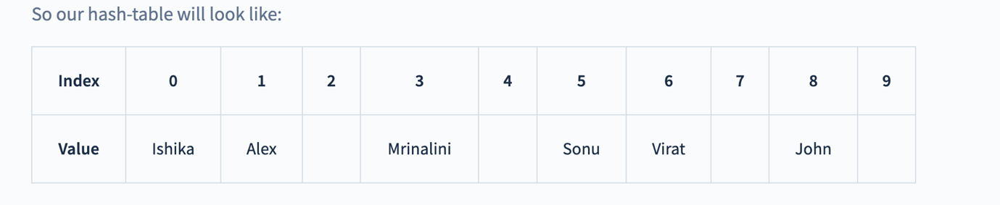 So our hash-table will look like:
Index 0 1 2 3 4 5 6 7 8 9
Value Ishika Alex Mrinalini Sonu Virat John